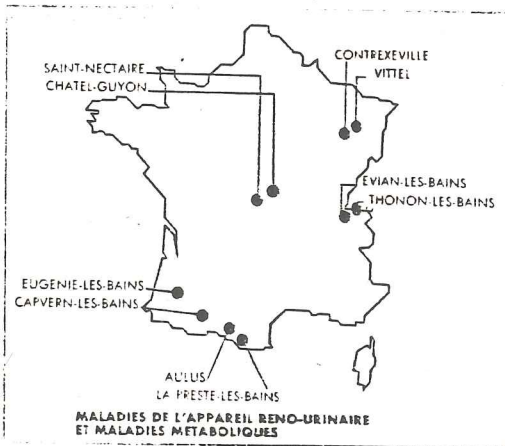 SAINT-NECTAIRE
CHATEL-GUYON
CONTREXEVILLE
VITTEL
EVIAN-LES-BAINS
THONON-LES-BAINS
EUGENIE-LES-BAINS
CAPVERN-LES-BAINS
AULUS
LA PRESTE-LES-BAINS
MALADIES DE L'APPAREIL RENO-URINAIRE
ET MALADIES METABOLIQUES